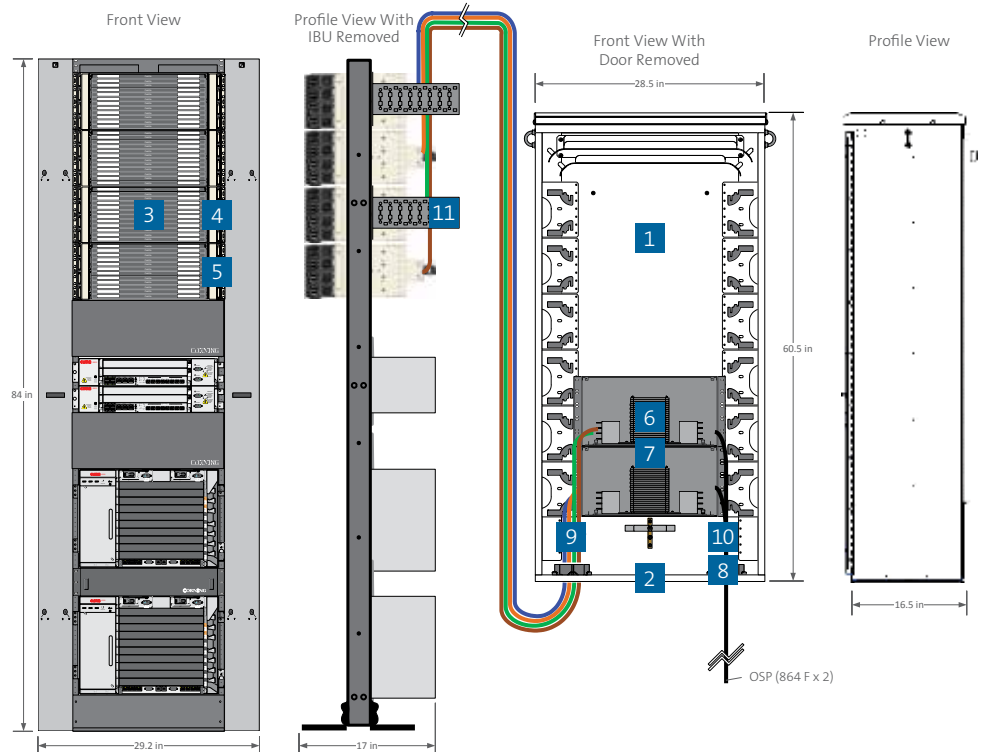 Front View
Profile View With
IBU Removed
Front View With
Door Removed
Profile View
28.5 in
84 in
3
4
5
11
1
60.5 in
6
7
9
10
8
2
CORNING
CORNING
16.5 in
OSP (864 F x 2)
29.2 in
17 in